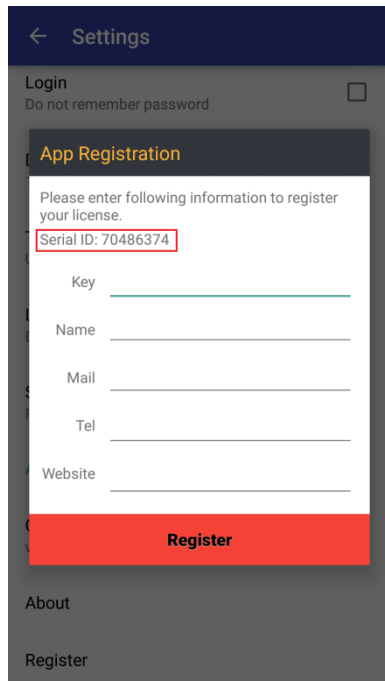 Settings
Login
Do not remember password
App Registration
Please enter following information to register
your license.
Serial ID: 70486374
Key
Name
Mail
Tel
Website
Register
About
Register